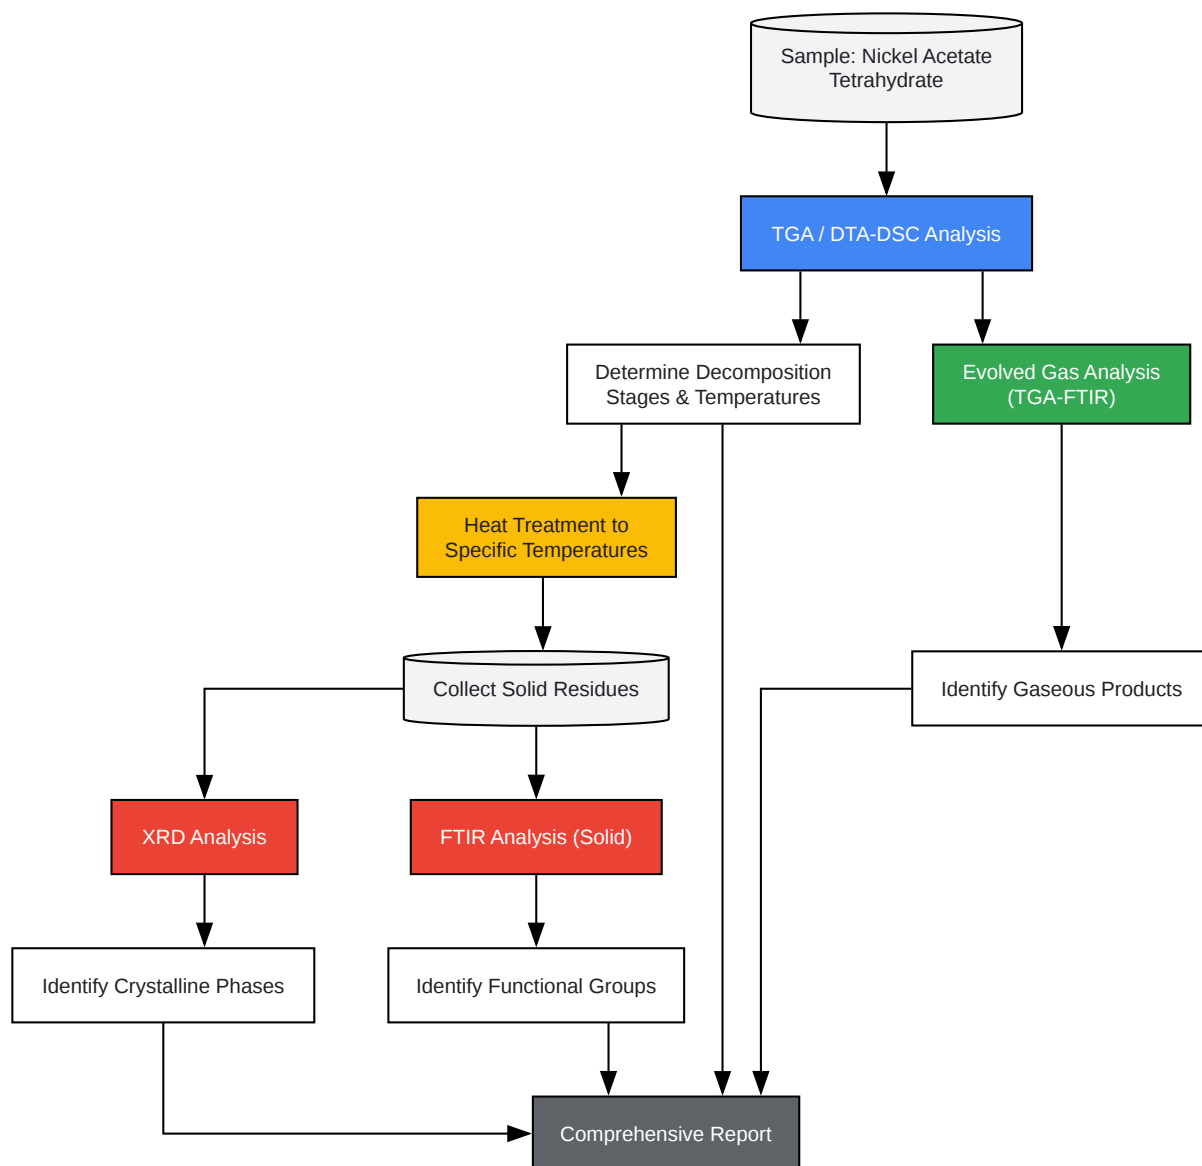 Sample: Nickel Acetate
Tetrahydrate
TGA / DTA-DSC Analysis
Determine Decomposition
Stages & Temperatures
Evolved Gas Analysis
(TGA-FTIR)
Heat Treatment to
Specific Temperatures
Collect Solid Residues
Identify Gaseous Products
XRD Analysis
FTIR Analysis (Solid)
Identify Crystalline Phases
Identify Functional Groups
Comprehensive Report